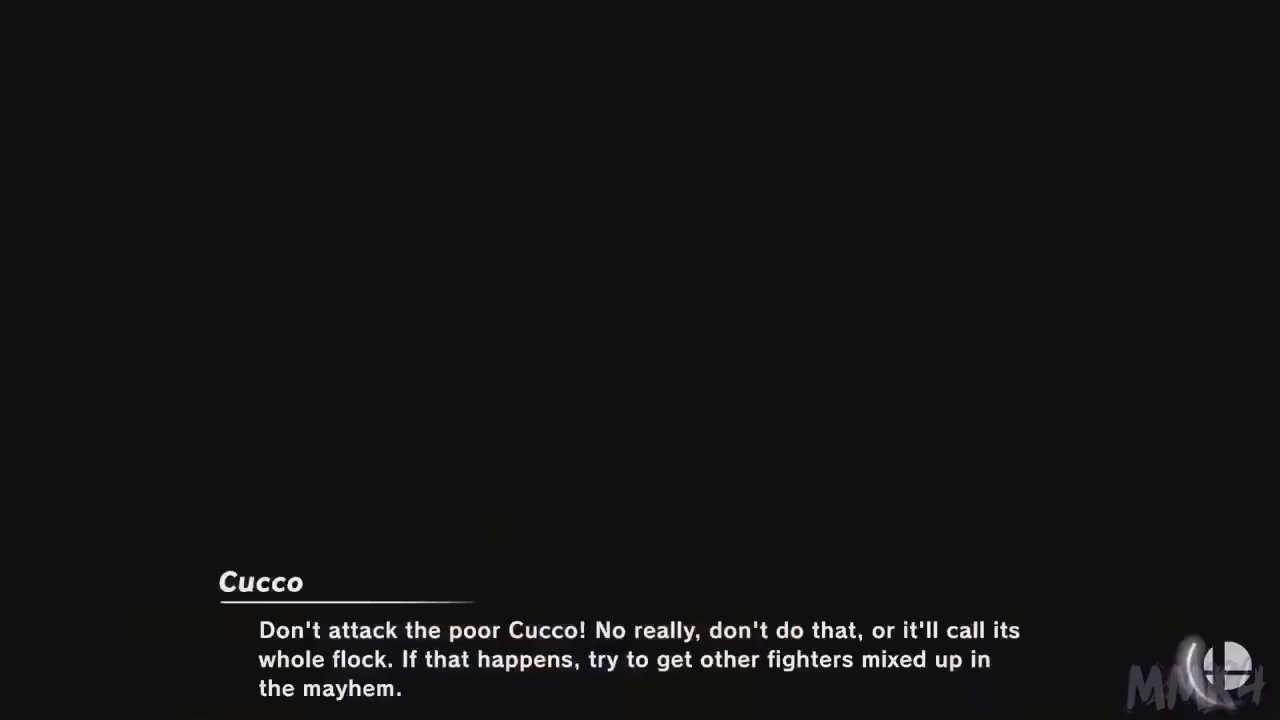 Cucco
Don't attack the poor Cucco! No really, don't do that, or it'll call its
whole flock. If that happens, try to get other fighters mixed up in
the mayhem.